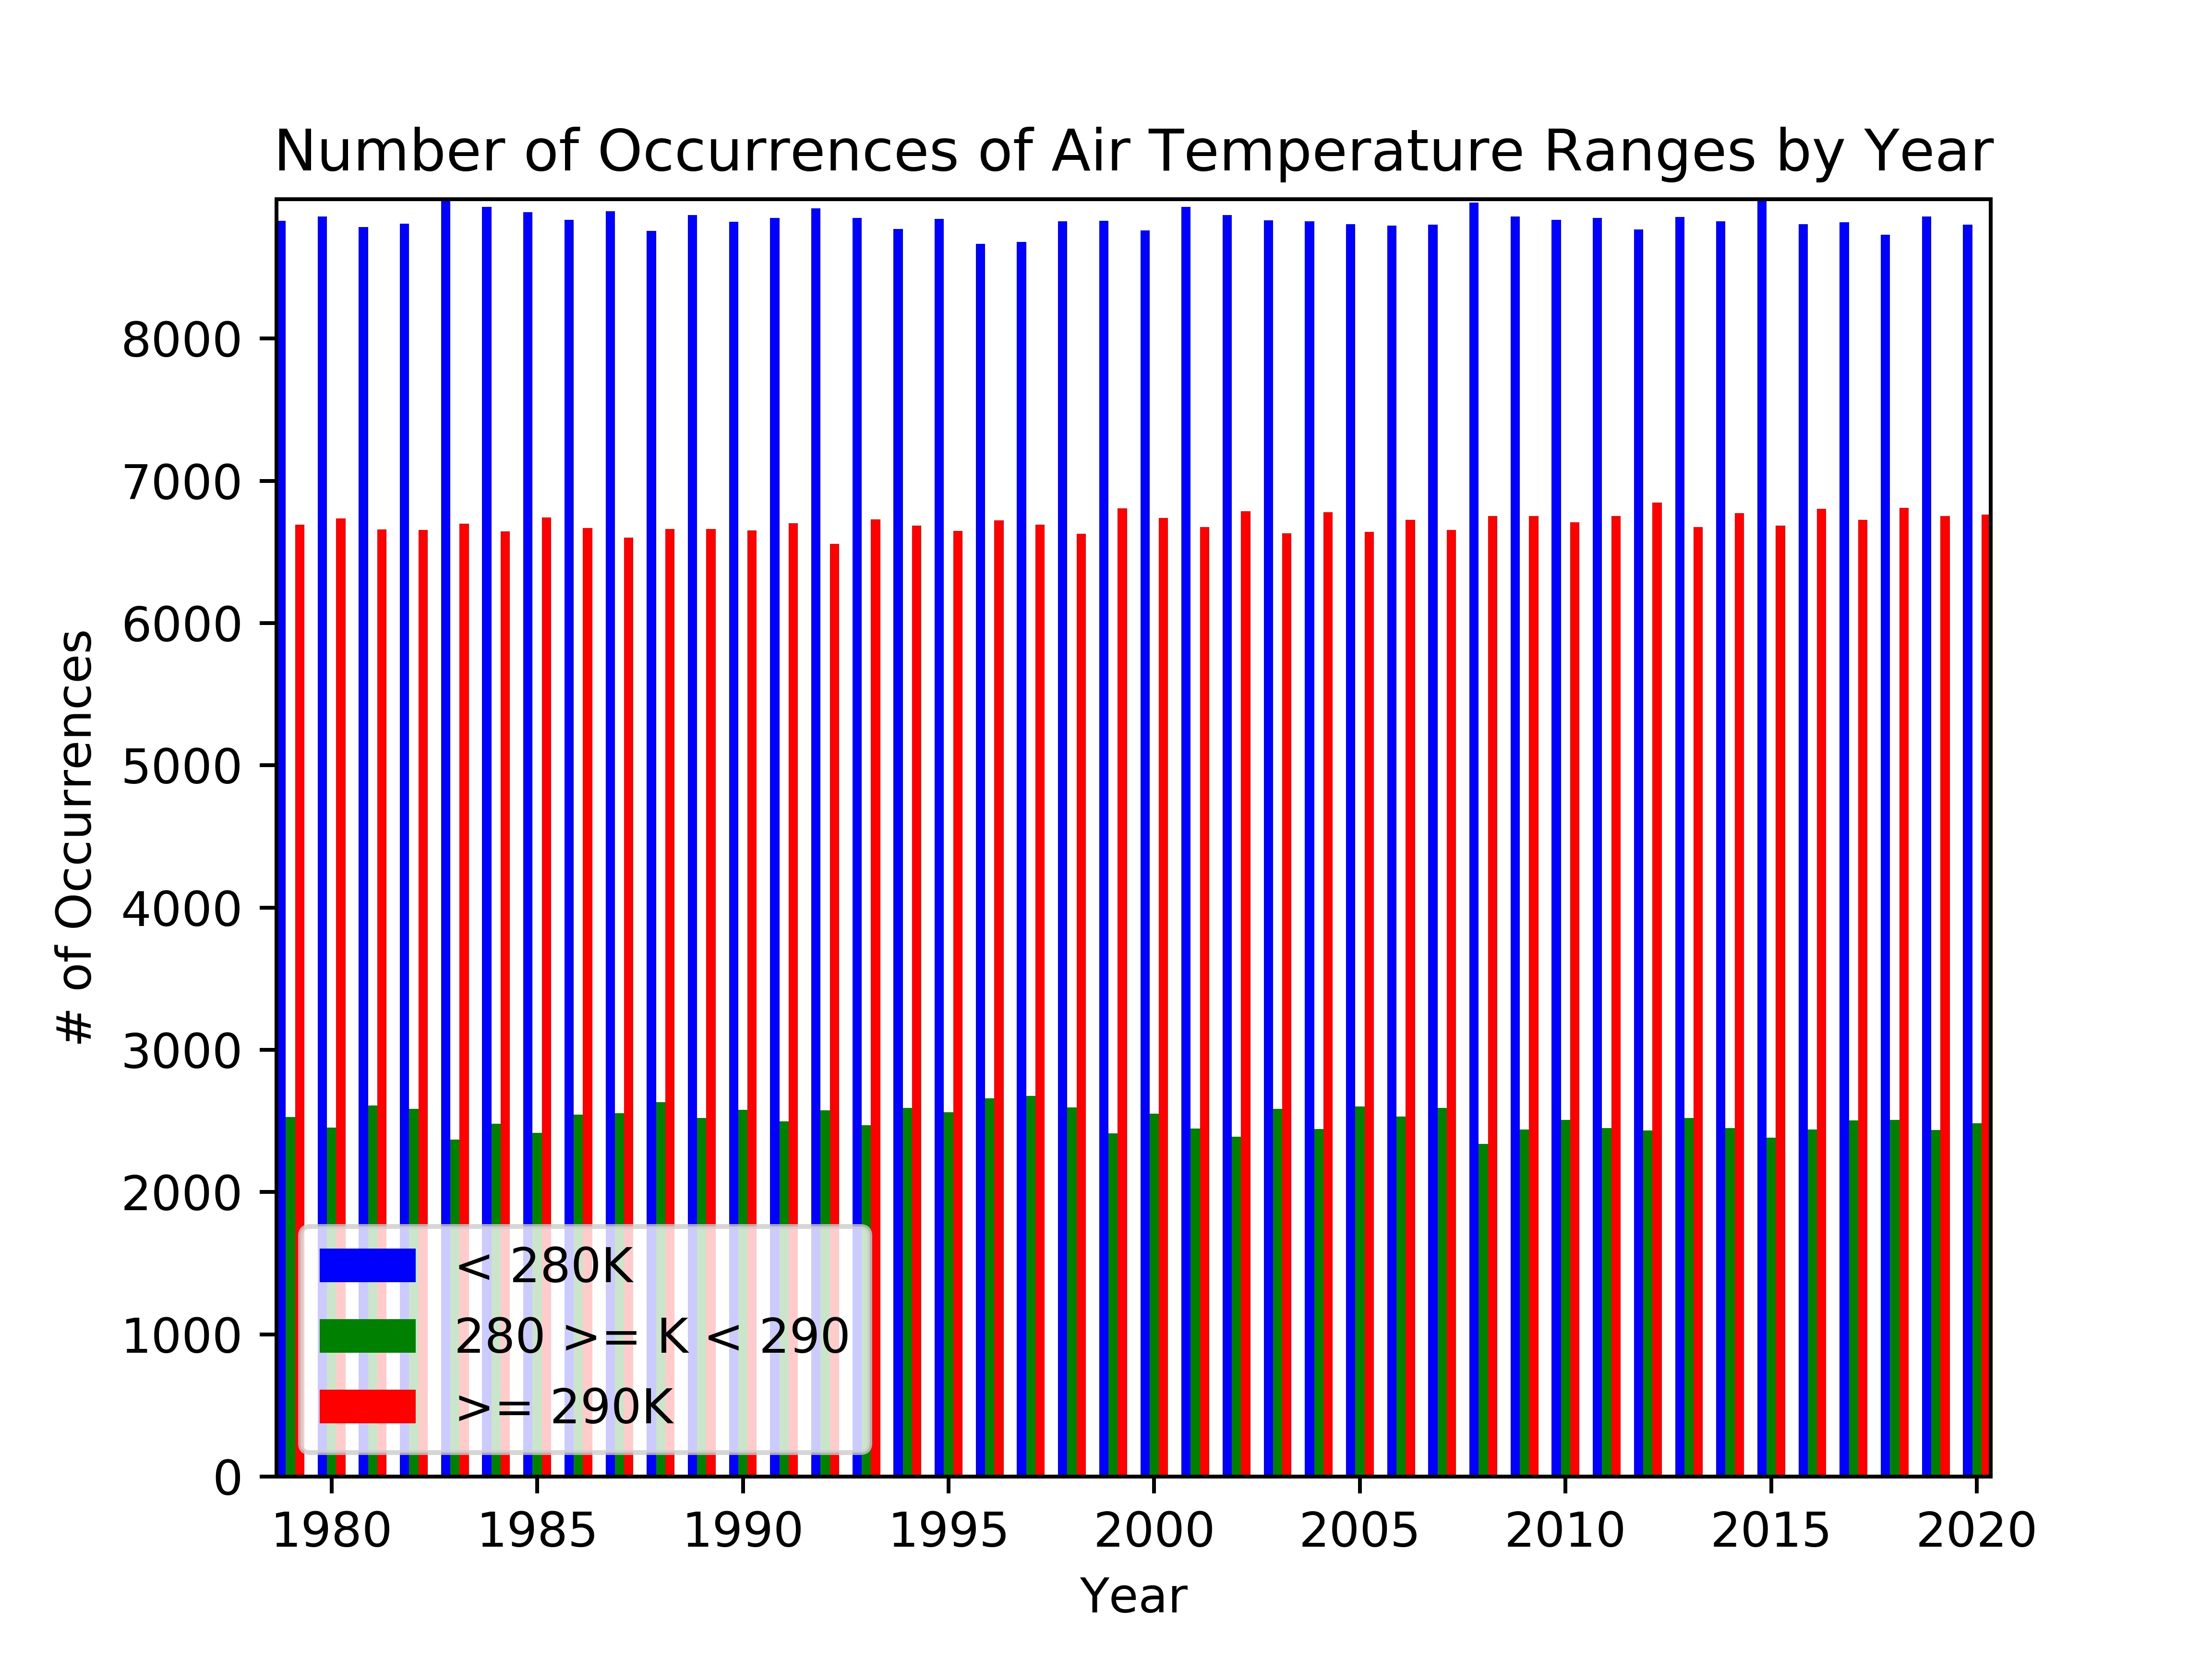 Number of Occurrences of Air Temperature Ranges by Year
# of Occurrences
8000
7000
6000
5000
4000
3000
2000
1000
0
< 280K
280 >= K < 290
>= 290K
1980 1985 1990 1995 2000 2005 2010 2015 2020
Year